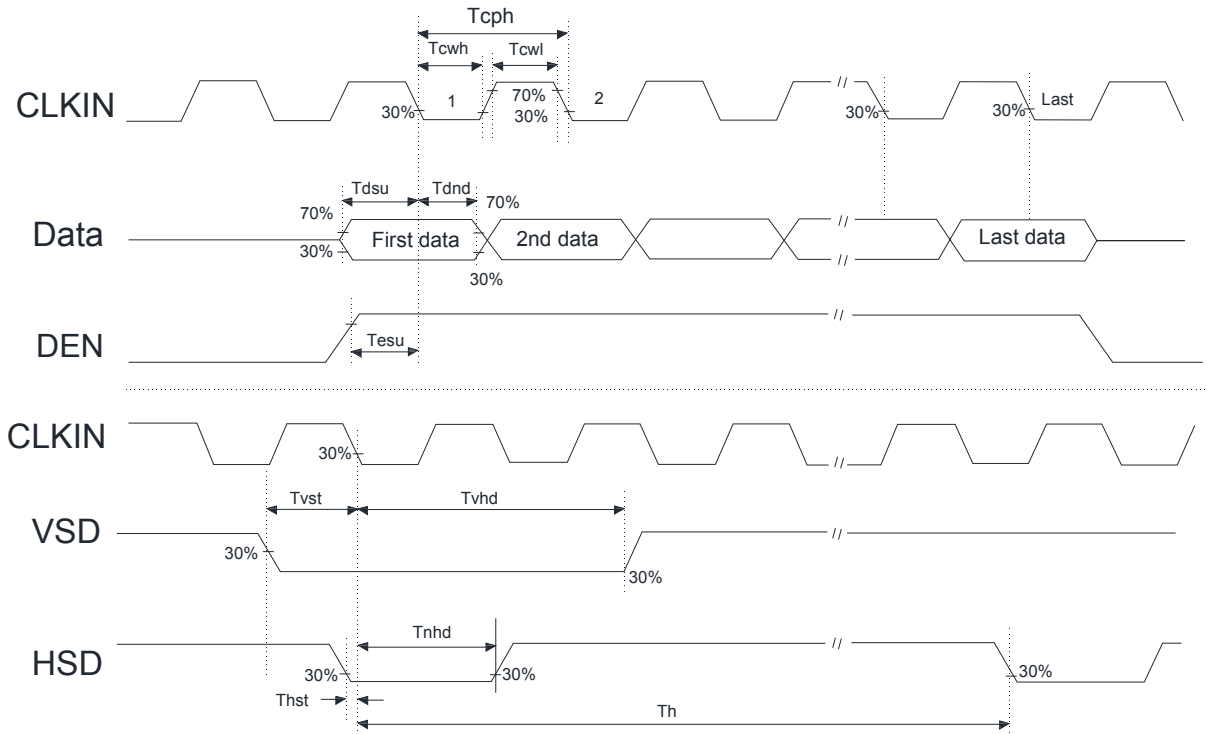 Tcph
Tcwh
Tcwl
CLKIN
30%
1
70%
30%
2
//
30%
30%
Last
Tdsu
Tdnd
70%
70%
Data
30%
First data
2nd data
//
//
Last data
30%
DEN
Tesu
//
CLKIN
30%
//
Tvst
Tvhd
VSD
30%
30%
//
HSD
Tnhd
30%
30%
//
30%
Thst
Th